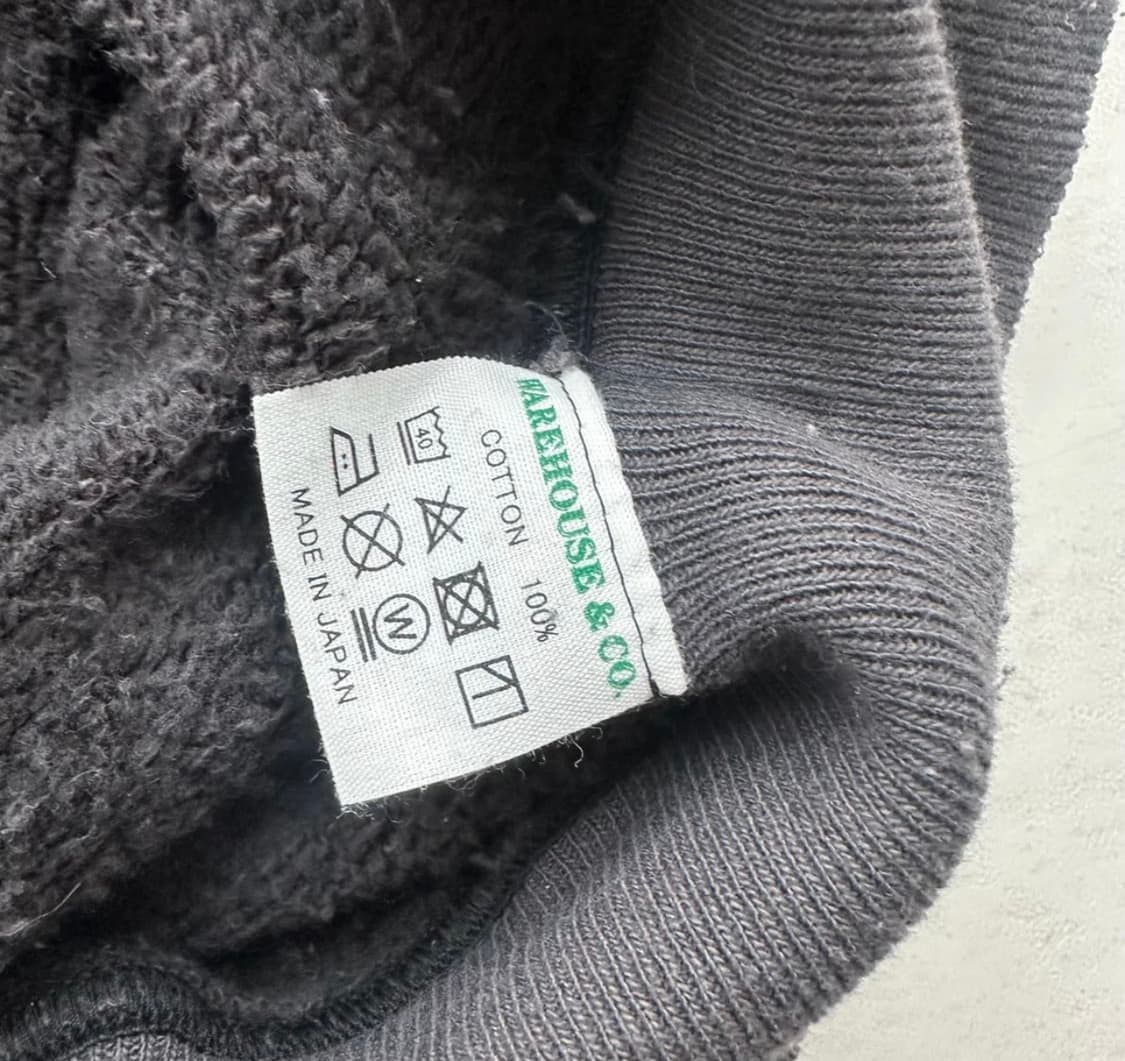 WAREHOUSE & CO.
COTTON 100%
40
W
MADE IN JAPAN